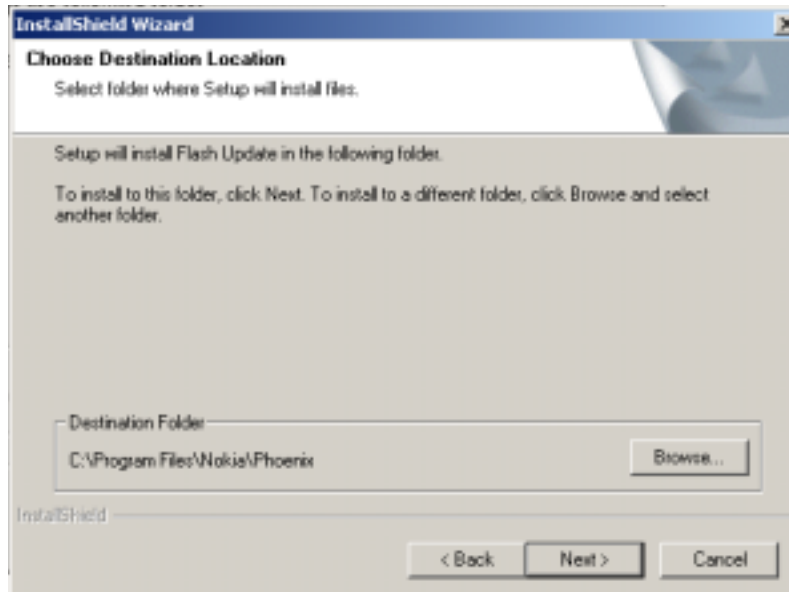 InstallShield Wizard
Choose Destination Location
Select folder where Setup will install files.
Setup will install Flash Update in the following folder.
To install to this folder, click Next. To install to a different folder, click Browse and select
another folder.
Destination Folder
C:\Program Files\Nokia\Phoenix
Browse...
InstallShield
< Back
Next >
Cancel